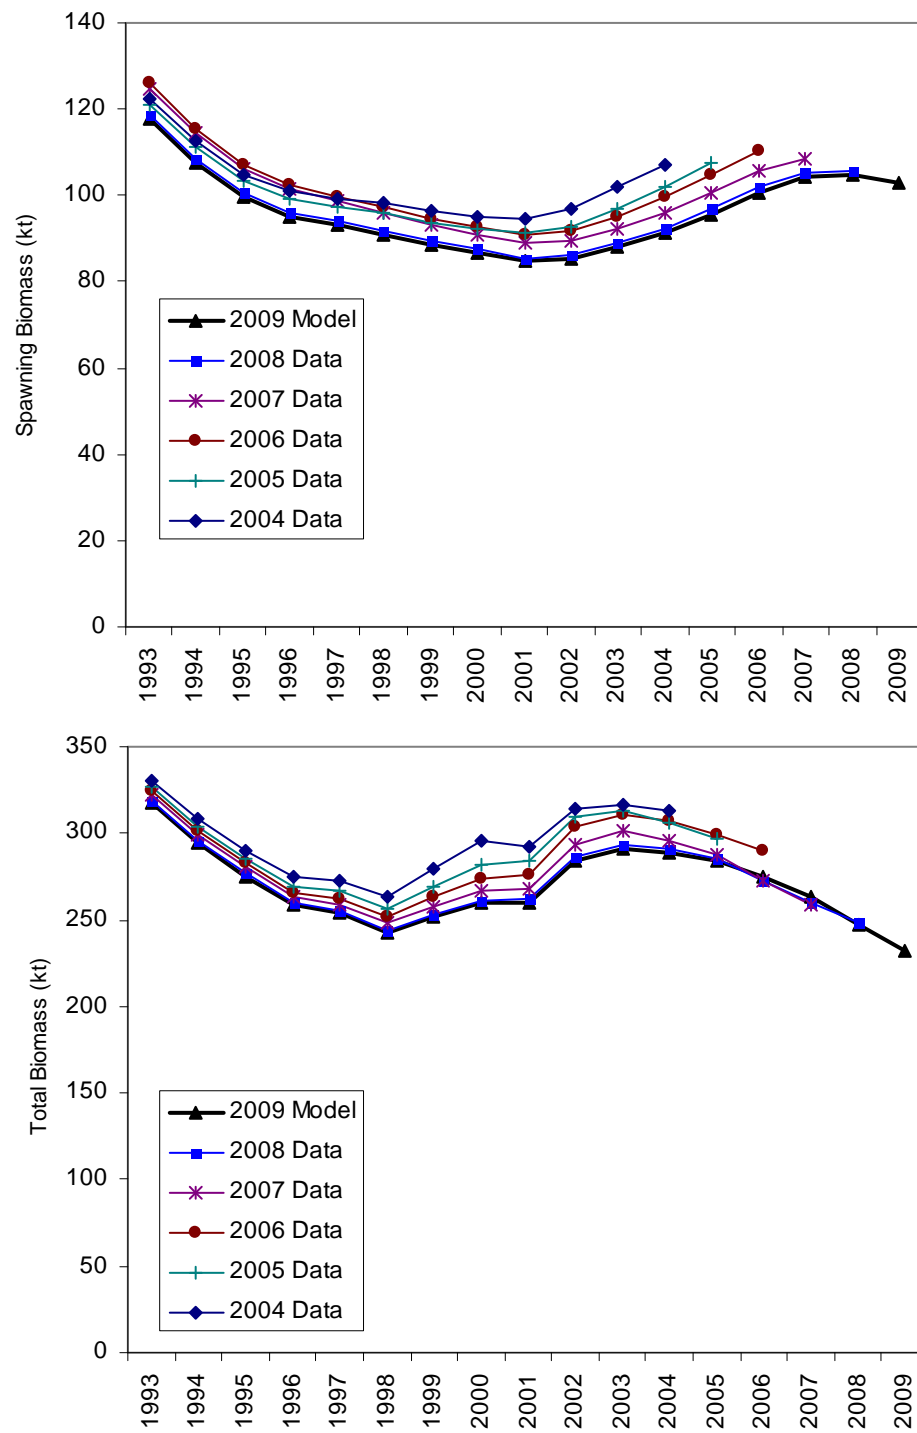 140
120
100
80
60
40
20
0
Spawning Biomass (kt)
2009 Model
2008 Data
2007 Data
2006 Data
2005 Data
2004 Data
1993 1994 1995 1996 1997 1998 1999 2000 2001 2002 2003 2004 2005 2006 2007 2008 2009
350
300
250
200
150
100
50
0
Total Biomass (kt)
2009 Model
2008 Data
2007 Data
2006 Data
2005 Data
2004 Data
1993 1994 1995 1996 1997 1998 1999 2000 2001 2002 2003 2004 2005 2006 2007 2008 2009